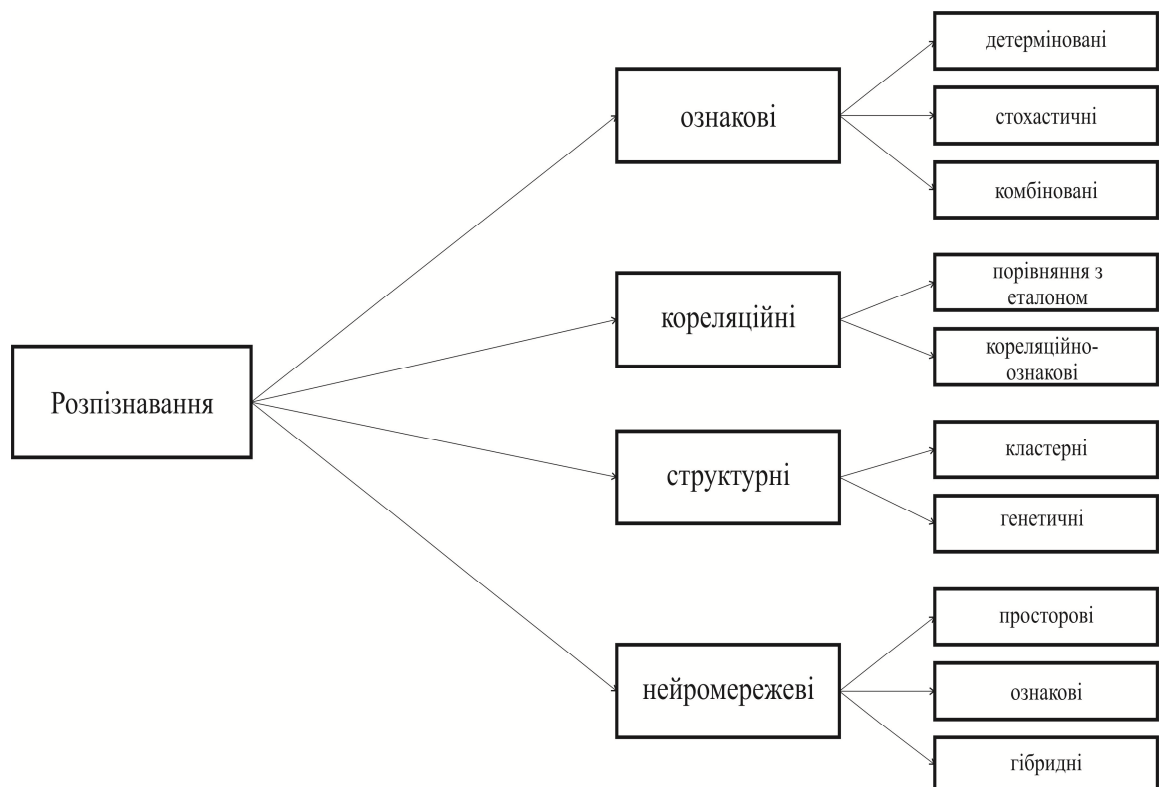 Розпізнавання
ознакові
детерміновані
стохастичні
комбіновані
кореляційні
порівняння з
еталоном
кореляційно-
ознакові
структурні
кластерні
генетичні
нейромережеві
просторові
ознакові
гібридні